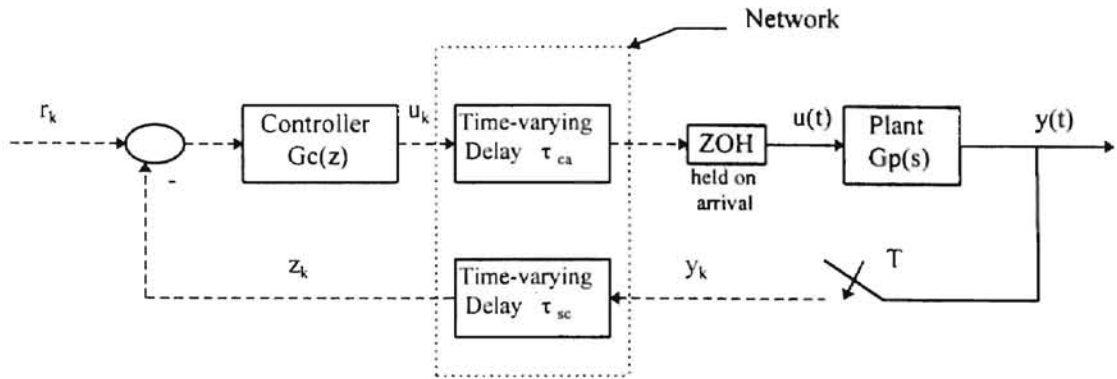 Network
r_k
Controller
Gc(z)
u_k
Time-varying
Delay τ_ca
ZOH
held on
arrival
u(t)
Plant
Gp(s)
y(t)
-
z_k
Time-varying
Delay τ_sc
y_k
T